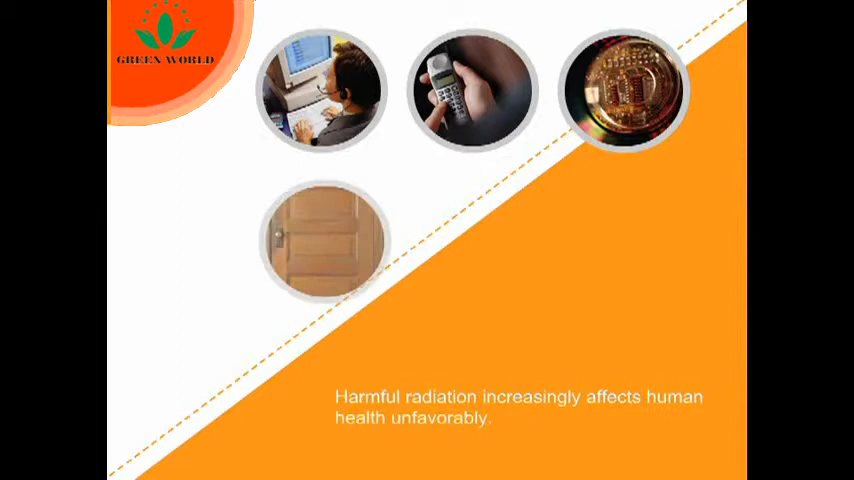 GREEN WORLD
Harmful radiation increasingly affects human
health unfavorably.